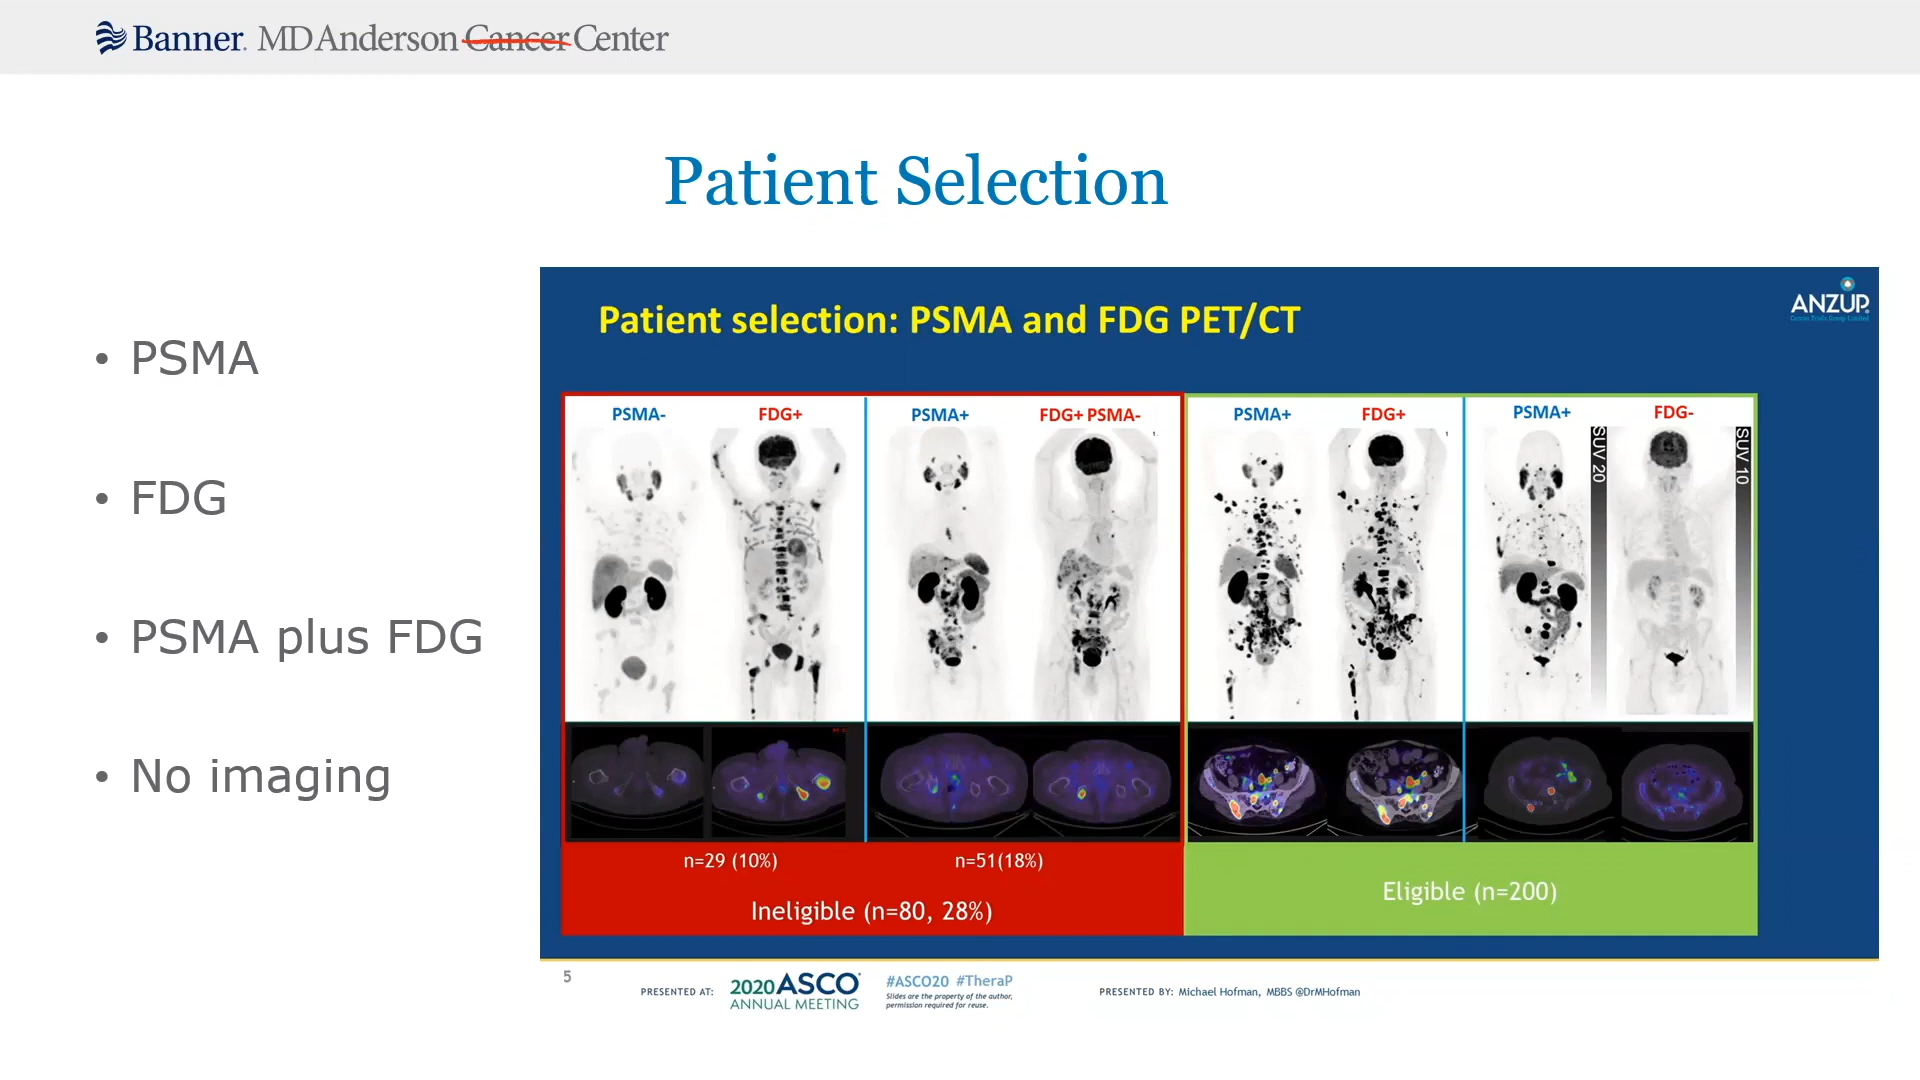 Banner. MD Anderson Cancer Center
Patient Selection
• PSMA
• FDG
• PSMA plus FDG
• No imaging
Patient selection: PSMA and FDG PET/CT
ANZUP
PSMA- FDG+ PSMA+ FDG+ PSMA- PSMA+ FDG+ PSMA+ FDG-
SUV 20
SUV 10
n=29 (10%) n=51(18%)
Ineligible (n=80, 28%)
Eligible (n=200)
5
PRESENTED AT: 2020 ASCO
ANNUAL MEETING
#ASCO20 #TheraP
Slides are the property of the author,
permission required for reuse.
PRESENTED BY: Michael Hofman, MBBS @DrMHofman